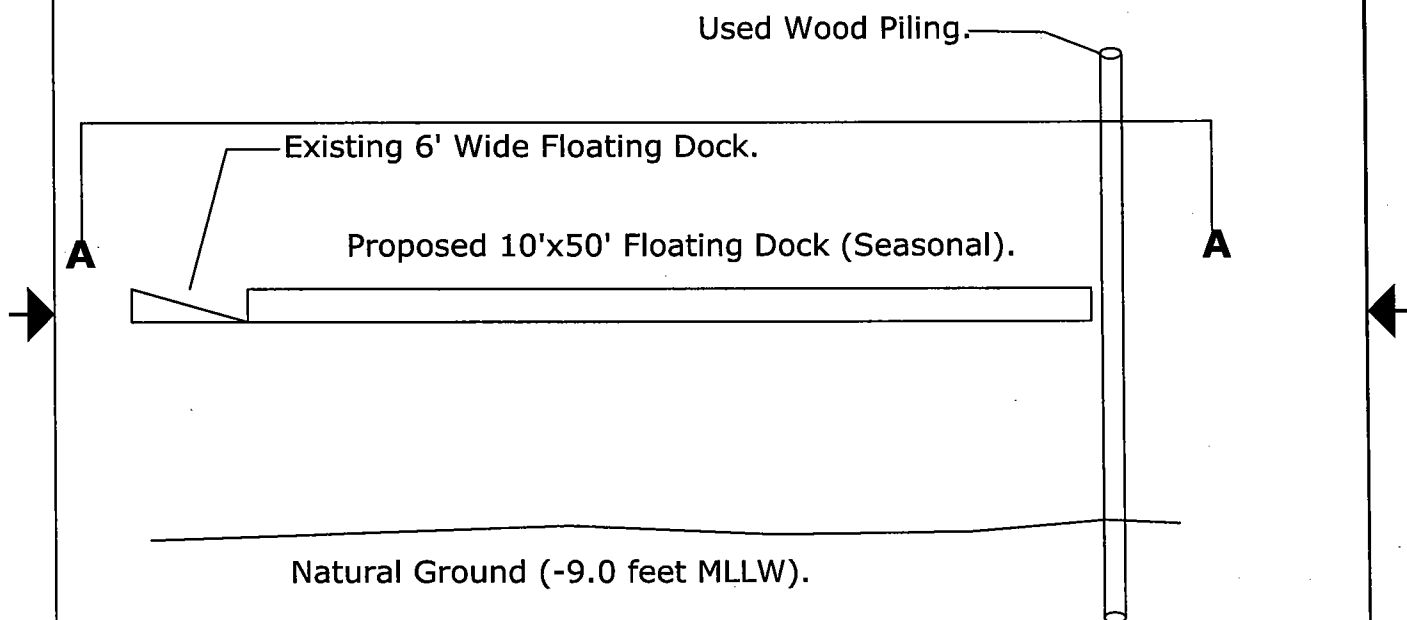 Used Wood Piling.
Existing 6' Wide Floating Dock.
Proposed 10'x50' Floating Dock (Seasonal).
A
A
Natural Ground (-9.0 feet MLLW).